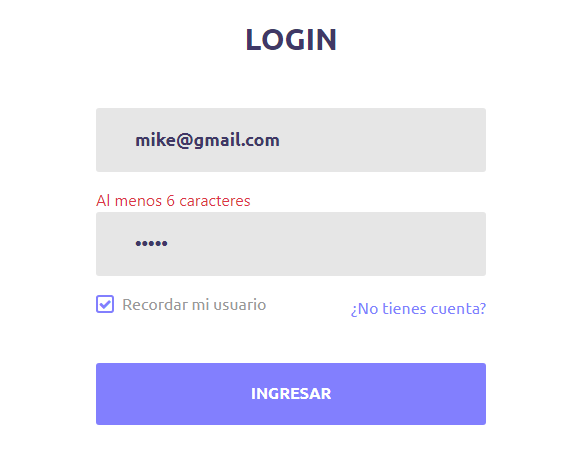 LOGIN
mike@gmail.com
Al menos 6 caracteres
•••••
Recordar mi usuario
¿No tienes cuenta?
INGRESAR